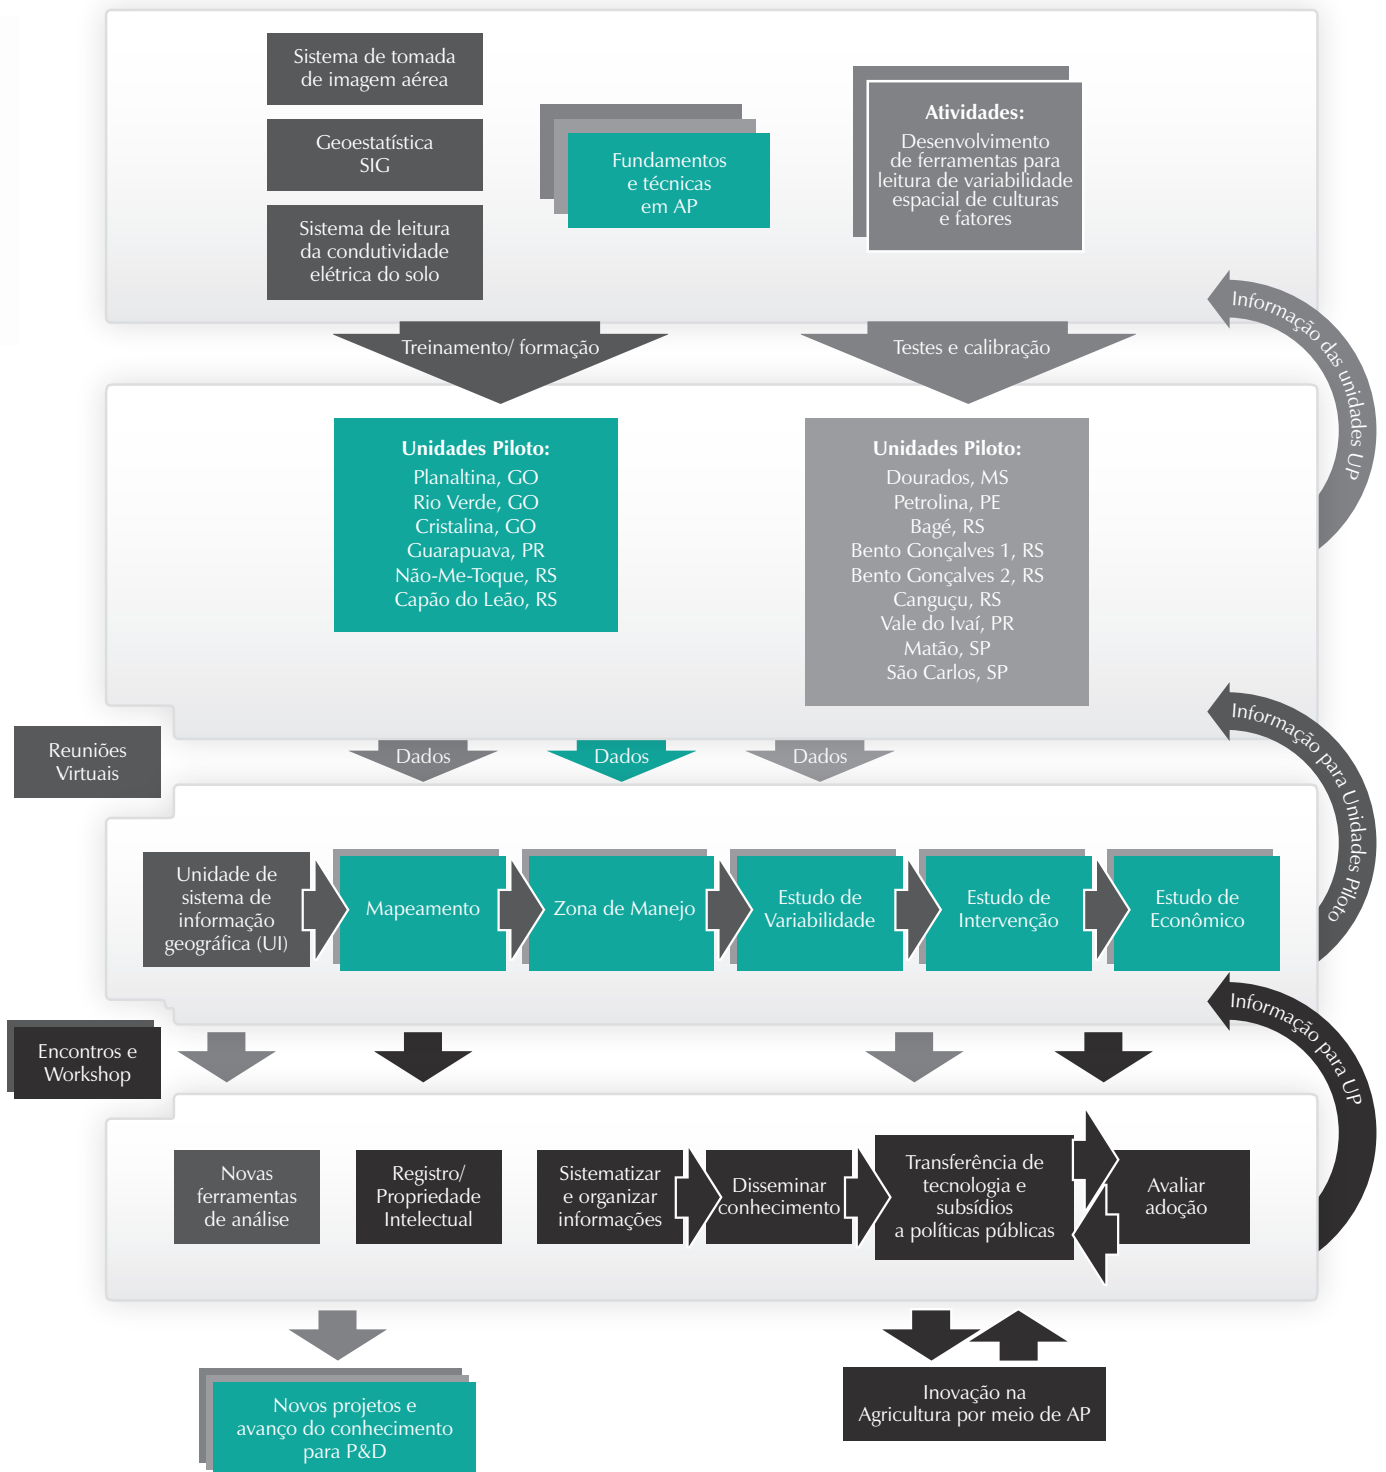 Sistema de tomada
de imagem aérea
Geoestatística
SIG
Sistema de leitura
da condutividade
elétrica do solo
Fundamentos
e técnicas
em AP
Atividades:
Desenvolvimento
de ferramentas para
leitura de variabilidade
espacial de culturas
e fatores
Informação das unidades UP
Treinamento/ formação
Testes e calibração
Unidades Piloto:
Planaltina, GO
Rio Verde, GO
Cristalina, GO
Guarapuava, PR
Não-Me-Toque, RS
Capão do Leão, RS
Unidades Piloto:
Dourados, MS
Petrolina, PE
Bagé, RS
Bento Gonçalves 1, RS
Bento Gonçalves 2, RS
Canguçu, RS
Vale do Ivaí, PR
Matão, SP
São Carlos, SP
Reuniões
Virtuais
Dados
Dados
Dados
Informação para Unidades Piloto
Unidade de
sistema de
informação
geográfica (UI)
Mapeamento
Zona de Manejo
Estudo de
Variabilidade
Estudo de
Intervenção
Estudo de
Econômico
Encontros e
Workshop
Informação para UP
Novas
ferramentas
de análise
Registro/
Propriedade
Intelectual
Sistematizar
e organizar
informações
Disseminar
conhecimento
Transferência de
tecnologia e
subsídios
a políticas públicas
Avaliar
adoção
Novos projetos e
avanço do conhecimento
para P&D
Inovação na
Agricultura por meio de AP